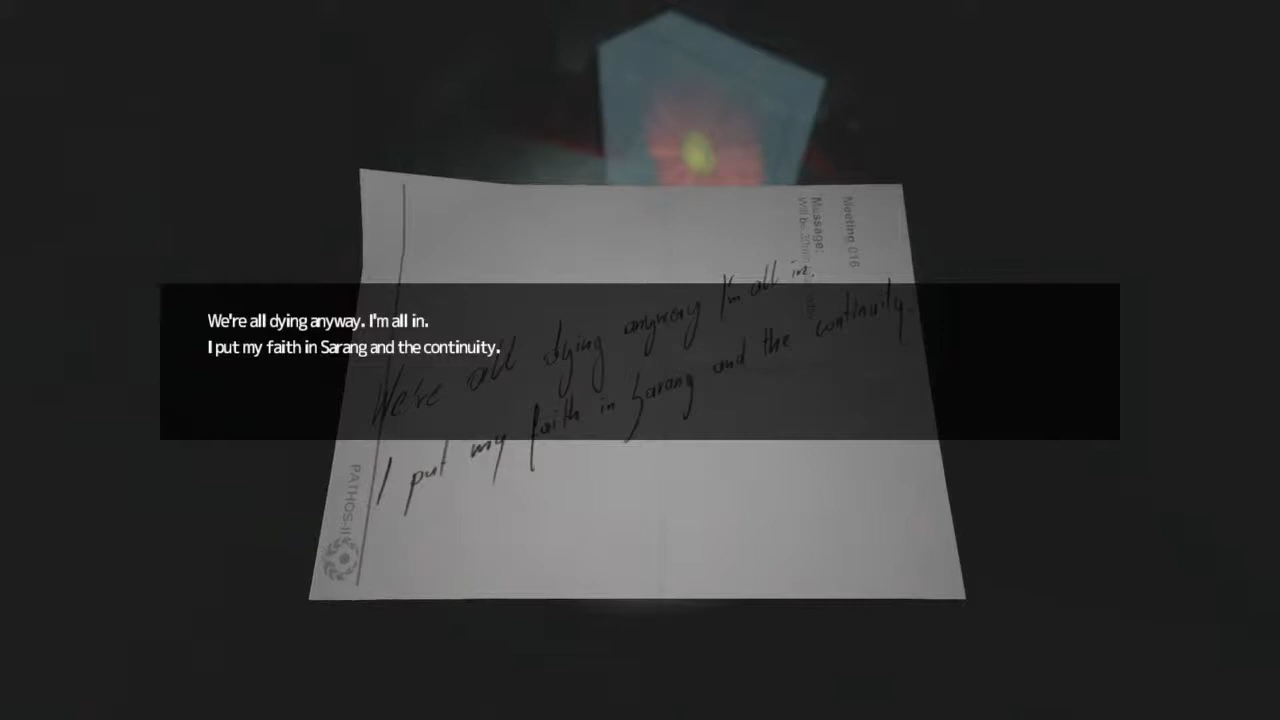 Meeting 016
Message:
We're all dying anyway. I'm all in.
I put my faith in Sarang and the continuity.
We're all dying anyway I'm all in.
I put my faith in Sarang and the continuity.
PATHOS-II